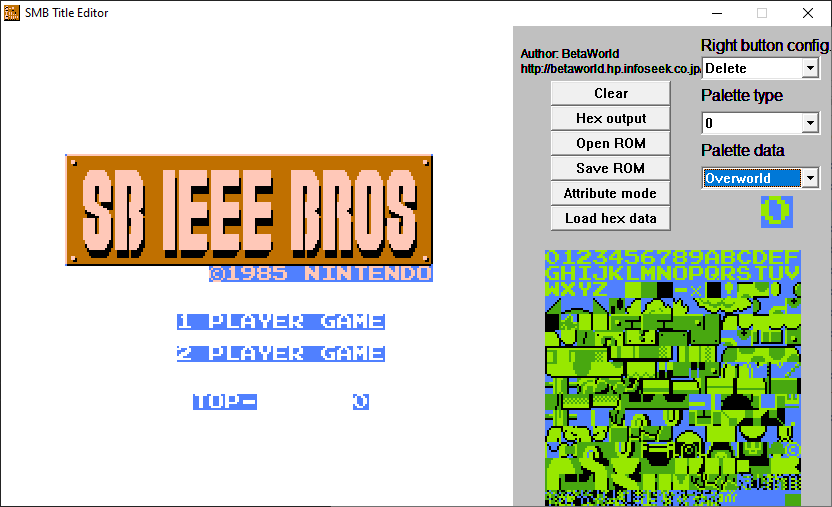 SMB Title Editor
Author: BetaWorld
http://betaworld.hp.infoseek.co.jp/
Clear
Hex output
Open ROM
Save ROM
Attribute mode
Load hex data
Right button config.
Delete
Palette type
0
Palette data
Overworld
0
SB IEEE BROS
©1985 NINTENDO
1 PLAYER GAME
2 PLAYER GAME
TOP- 0
0123456789ABCDEF
GHIJKLMNOPQRSTUV
WXYZ